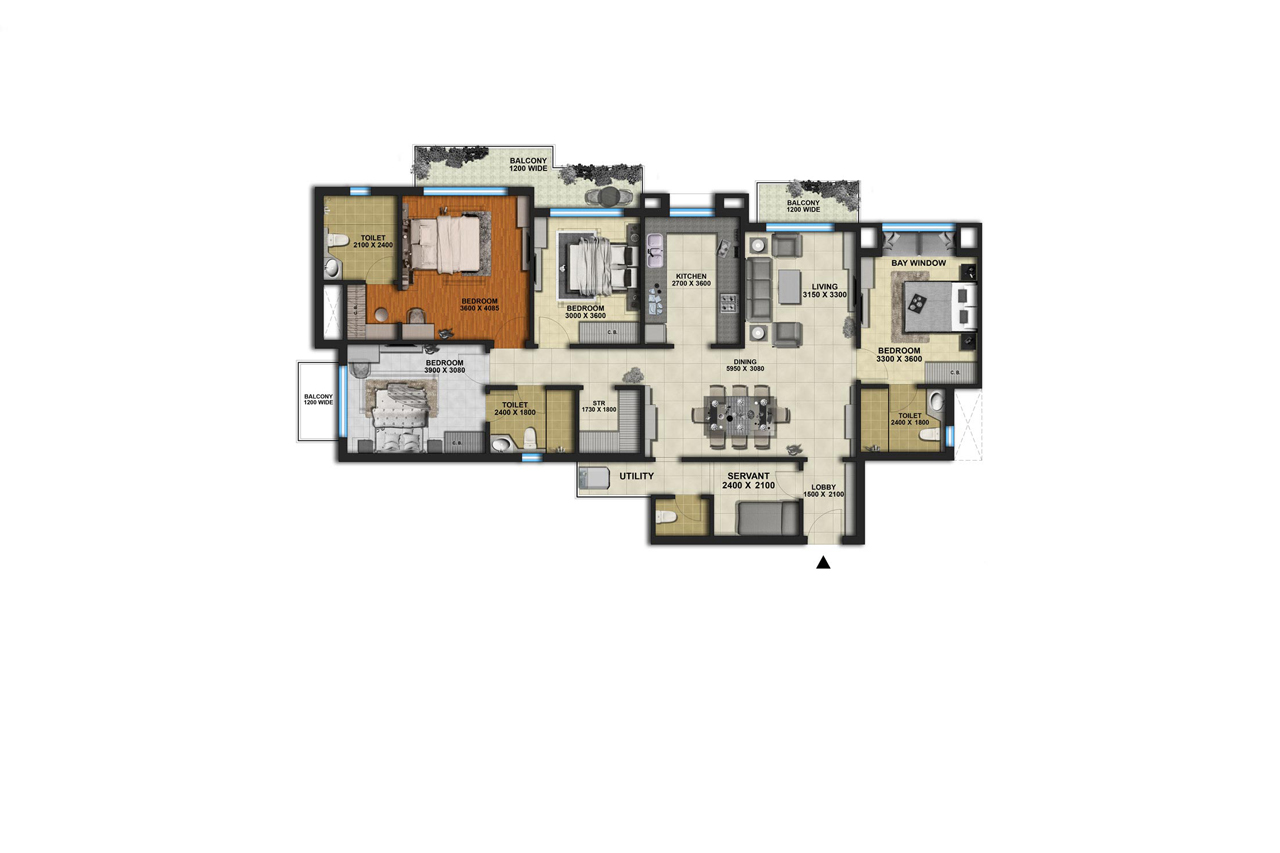 BALCONY
1200 WIDE
BALCONY
1200 WIDE
TOILET
2100 X 2400
BEDROOM
3600 X 4085
C.B.
BEDROOM
3000 X 3600
C.B.
KITCHEN
2700 X 3600
LIVING
3150 X 3300
BAY WINDOW
BEDROOM
3300 X 3600
C.B.
BEDROOM
3900 X 3080
C.B.
BALCONY
1200 WIDE
TOILET
2400 X 1800
STR
1730 X 1800
DINING
5950 X 3080
TOILET
2400 X 1800
UTILITY
SERVANT
2400 X 2100
LOBBY
1500 X 2100